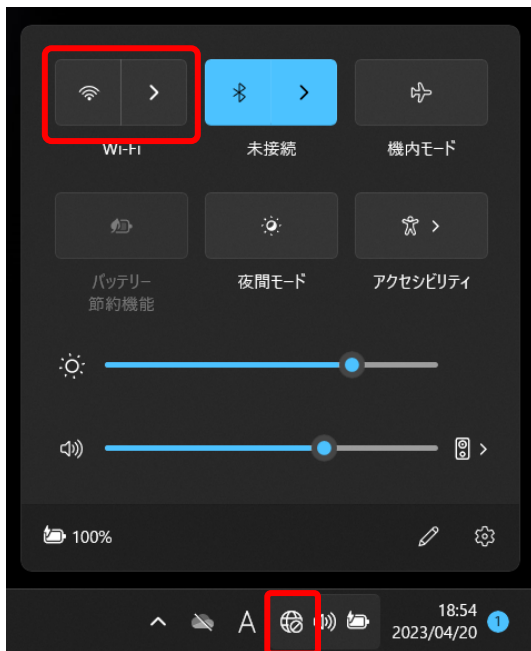 Wi-Fi
未接続
機内モード
バッテリー
節約機能
夜間モード
アクセシビリティ
100%
A
18:54
2023/04/20
1